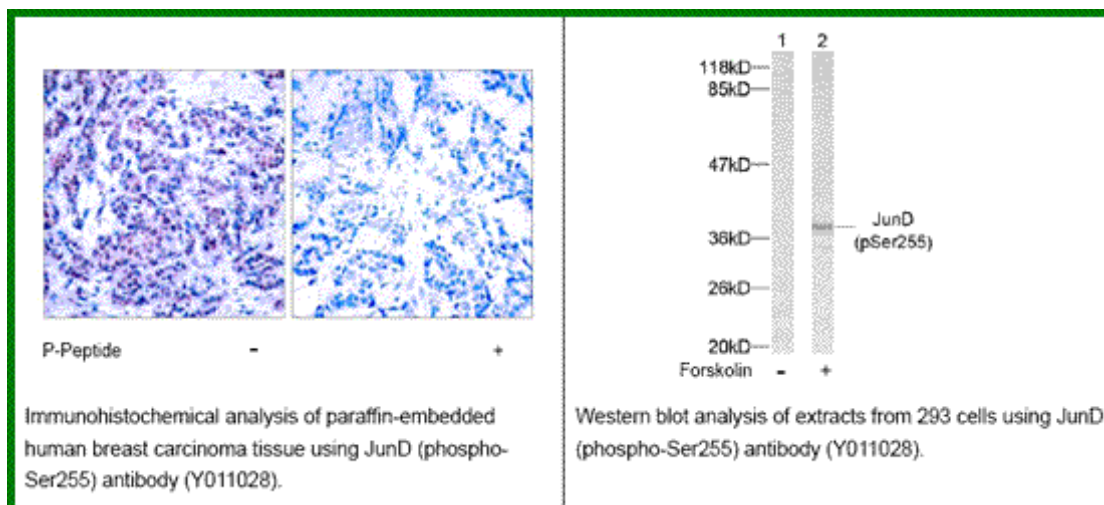 P-Peptide - +
Immunohistochemical analysis of paraffin-embedded
human breast carcinoma tissue using JunD (phospho-
Ser255) antibody (Y011028).
1 2
118kD
85kD
47kD
JunD
36kD
(pSer255)
26kD
20kD
Forskolin - +
Western blot analysis of extracts from 293 cells using JunD
(phospho-Ser255) antibody (Y011028).